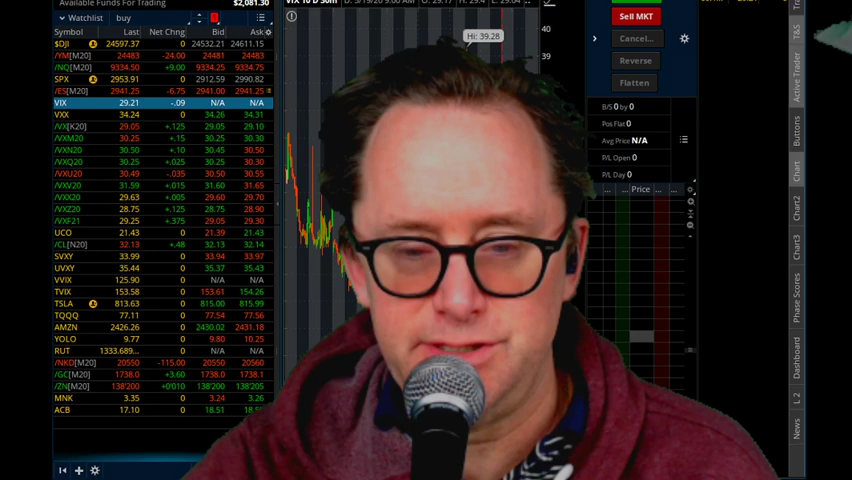 Available Funds For Trading $2,081.30
Watchlist buy
Symbol Last Net Chng Bid Ask
$DJI 24597.37 0 24532.21 24611.15
/YM[M20] 24483 -24.00 24481 24483
/NQ[M20] 9334.50 +9.00 9334.25 9334.75
SPX 2953.91 0 2912.59 2990.82
/ES[M20] 2941.25 -6.75 2941.00 2941.25
VIX 29.21 -.09 N/A N/A
VXX 34.24 0 34.26 34.31
/VX[K20] 29.05 +.125 29.05 29.10
/VXM20 30.25 +.15 30.25 30.30
/VXN20 30.50 +.10 30.45 30.50
/VXQ20 30.25 +.025 30.25 30.30
/VXU20 30.49 -.035 30.50 30.55
/VXV20 31.59 +.015 31.60 31.65
/VXX20 29.63 +.005 29.60 29.70
/VXZ20 28.75 +.125 28.75 28.90
/VXF21 29.25 +.375 29.05 29.30
UCO 21.43 0 21.39 21.43
/CL[N20] 32.13 +.48 32.13 32.14
SVXY 33.99 0 33.94 33.97
UVXY 35.44 0 35.37 35.43
VVIX 125.90 0 N/A N/A
TVIX 153.58 0 153.61 154.26
TSLA 813.63 0 815.00 815.99
TQQQ 77.11 0 77.54 77.56
AMZN 2426.26 0 2430.02 2431.18
YOLO 9.77 0 9.80 10.25
RUT 1333.689... 0 N/A N/A
/NKD[M20] 20550 -115.00 20550 20560
/GC[M20] 1738.0 +3.60 1738.0 1738.1
/ZN[M20] 138'200 +0'010 138'200 138'205
MNK 3.35 0 3.24 3.26
ACB 17.10 0 18.51
Hi: 39.28
40
39
Sell MKT
Cancel...
Reverse
Flatten
B/S 0 by 0
Pos Flat 0
Avg Price N/A
P/L Open 0
P/L Day 0
... ... Price ... ...
T&S
Active Trader
Buttons
Chart
Chart2
Chart3
Phase Scores
Dashboard
L 2
News